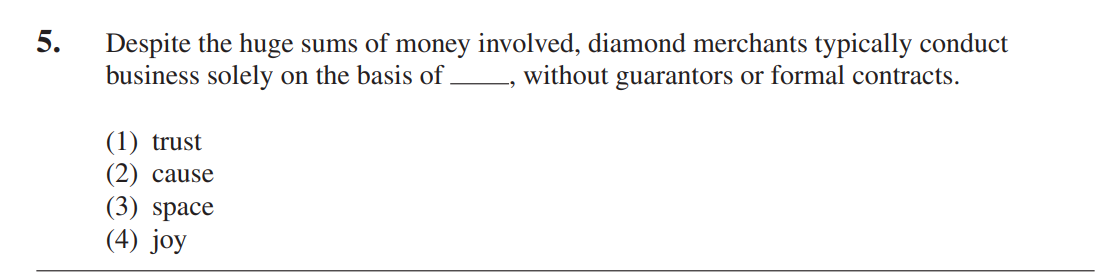 5. Despite the huge sums of money involved, diamond merchants typically conduct
business solely on the basis of ____, without guarantors or formal contracts.
(1) trust
(2) cause
(3) space
(4) joy